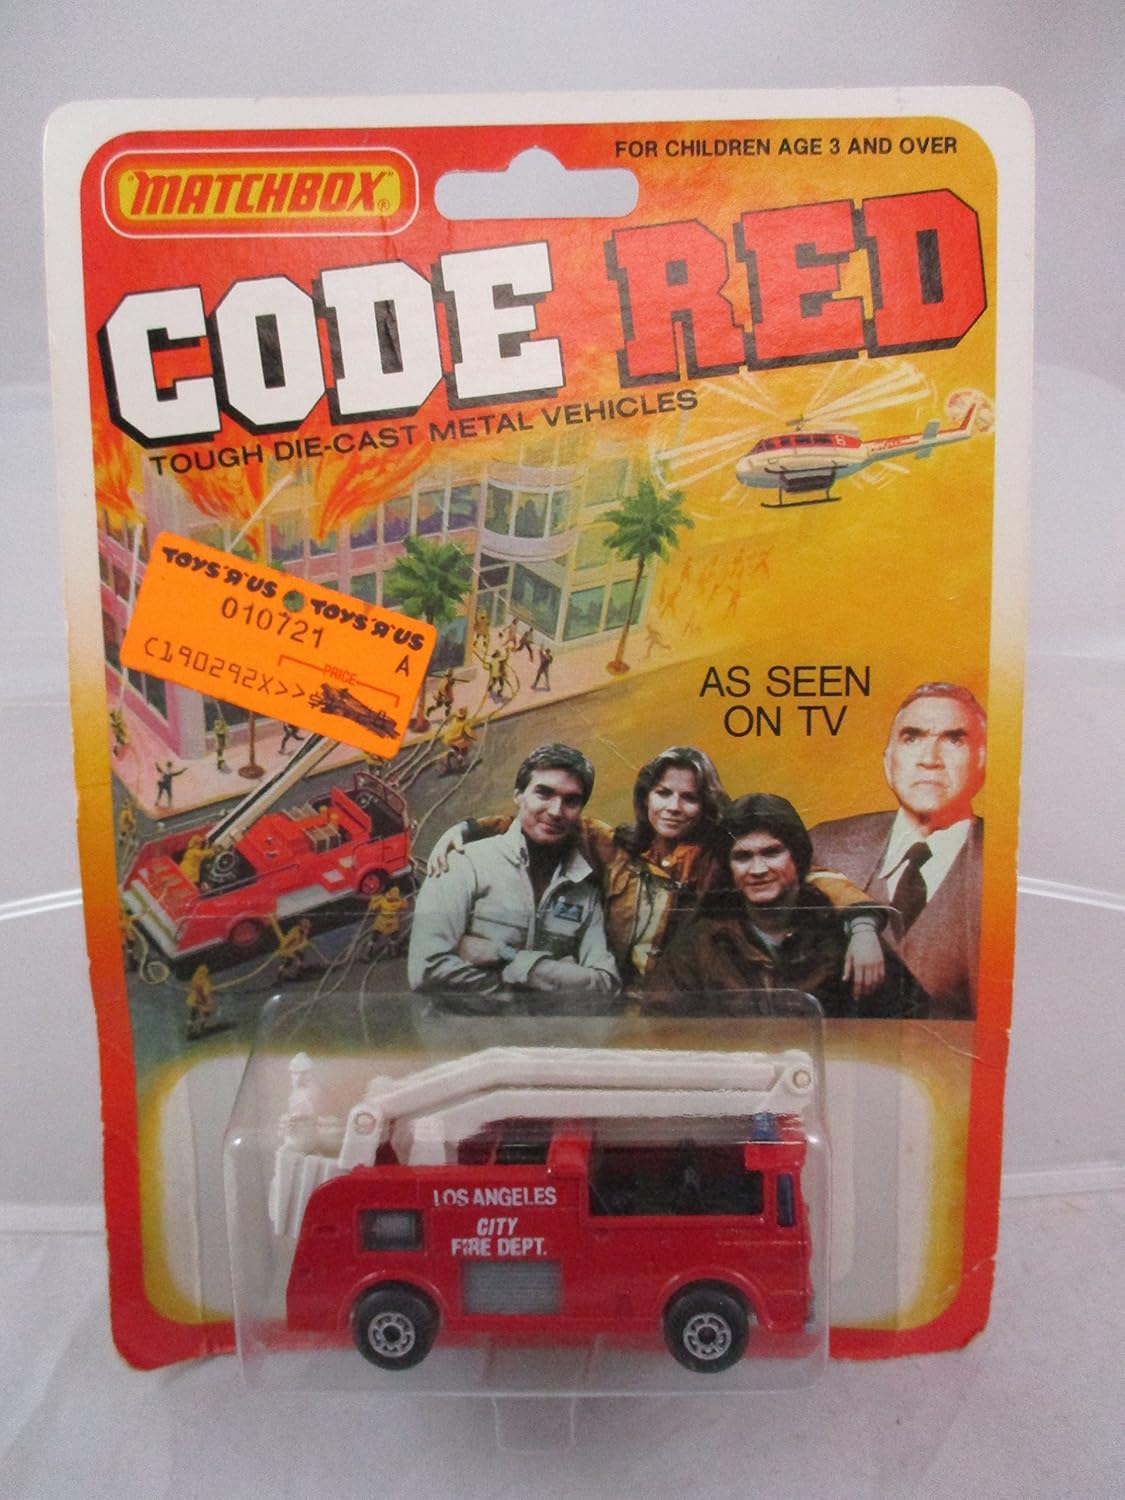 FOR CHILDREN AGE 3 AND OVER
"MATCHBOX"®
CODE RED
TOUGH DIE-CAST METAL VEHICLES
TOYS "R" US TOYS "R" US
010721
A
C190292X>>$
PRICE
AS SEEN
ON TV
LOS ANGELES
CITY
FIRE DEPT.